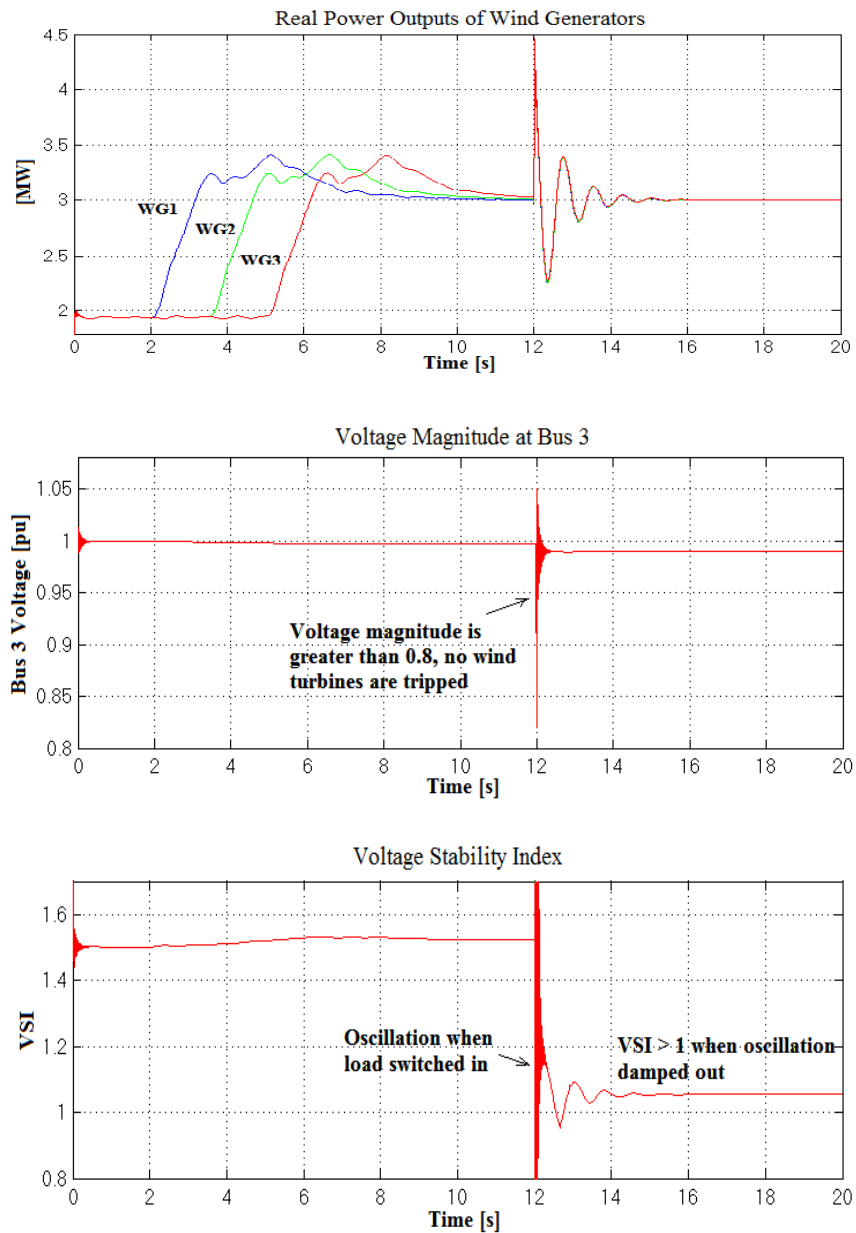 Real Power Outputs of Wind Generators
4.5
4
3.5
3
2.5
2
[MW]
WG1
WG2
WG3
0 2 4 6 8 10 12 14 16 18 20
Time [s]
Voltage Magnitude at Bus 3
1.05
1
0.95
0.9
0.85
0.8
Bus 3 Voltage [pu]
Voltage magnitude is
greater than 0.8, no wind
turbines are tripped
0 2 4 6 8 10 12 14 16 18 20
Time [s]
Voltage Stability Index
1.6
1.4
1.2
1
0.8
VSI
Oscillation when
load switched in
VSI > 1 when oscillation
damped out
0 2 4 6 8 10 12 14 16 18 20
Time [s]